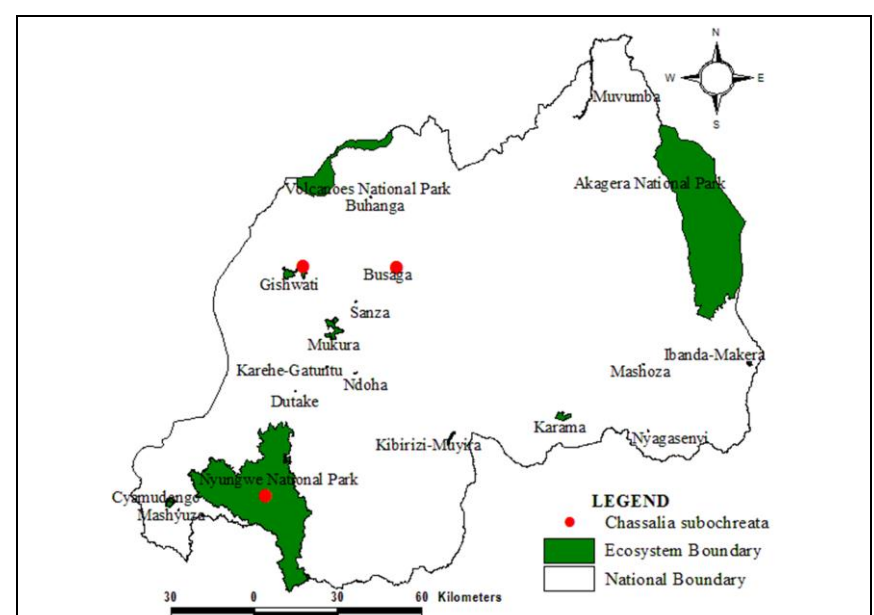 N
W E
S
Muvumba
Volcanoes National Park
Akagera National Park
Buhanga
Gishwati
Busaga
Sanza
Mukura
Ibanda-Makera
Karehe-Gatuntu
Mashoza
Ndoha
Dutake
Karama
Kibirizi-Muyira
Nyagasenyi
Nyungwe National Park
Cyamudongo
Mashyuza
LEGEND
Chassalia subochreata
Ecosystem Boundary
National Boundary
30 0 30 60 Kilometers